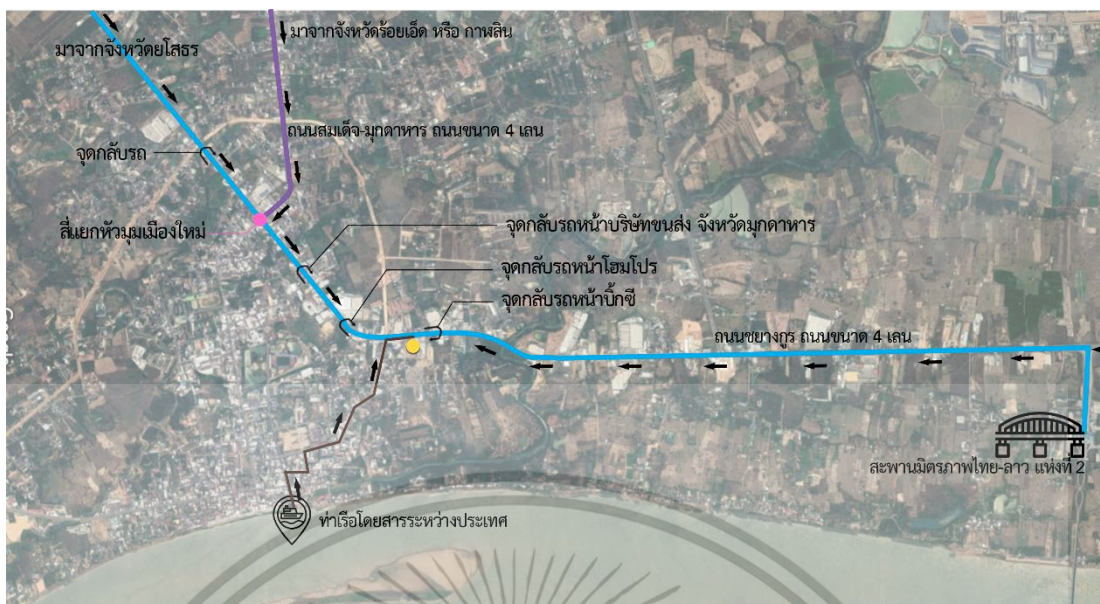 มาจากจังหวัดร้อยเอ็ด หรือ กาฬสิน
มาจากจังหวัดยโสธร
ถนนสมเด็จ-มุกดาหาร ถนนขนาด 4 เลน
จุดกลับรถ
สี่แยกหัวมุมเมืองใหม่
จุดกลับรถหน้าบริษัทขนส่ง จังหวัดมุกดาหาร
จุดกลับรถหน้าโฮมโปร
จุดกลับรถหน้าบิ๊กซี
ถนนชยางกูร ถนนขนาด 4 เลน
สะพานมิตรภาพไทย-ลาว แห่งที่ 2
ท่าเรือโดยสารระหว่างประเทศ